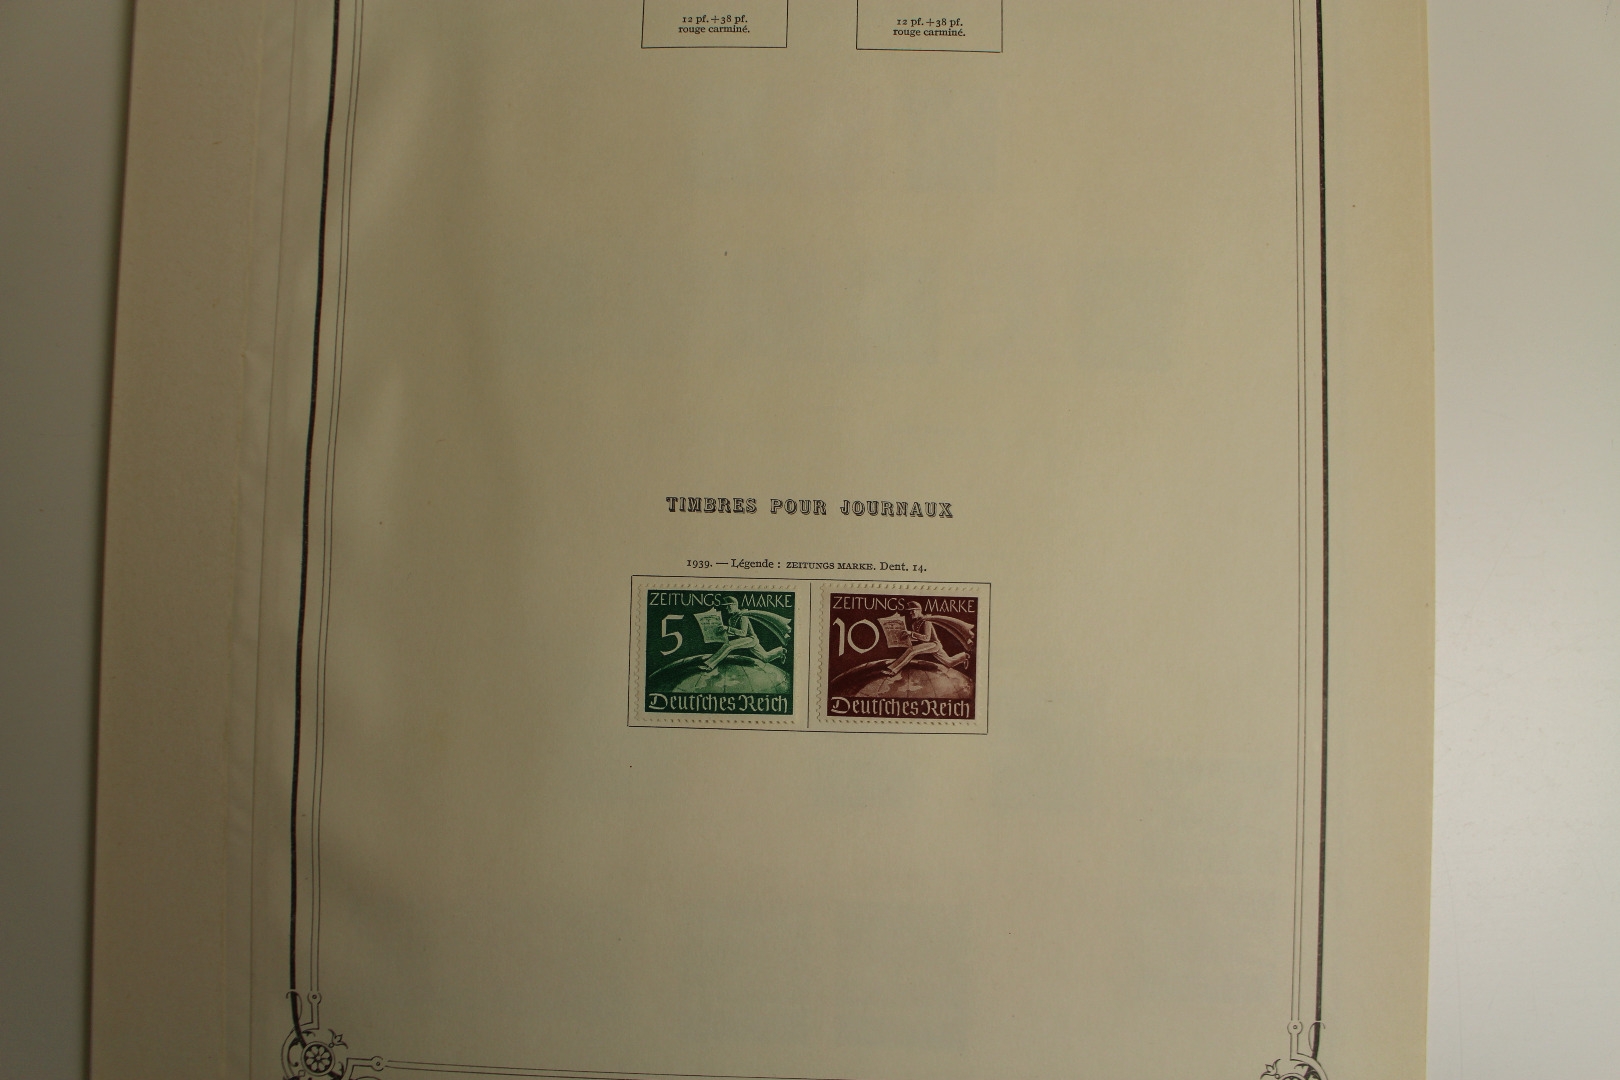 12 pf. + 38 pf.
rouge carminé.
12 pf. + 38 pf.
rouge carminé.
TIMBRES POUR JOURNAUX
1939. — Légende : ZEITUNGS MARKE. Dent. 14.
ZEITUNGS MARKE
5
Deutsches Reich
ZEITUNGS MARKE
10
Deutsches Reich